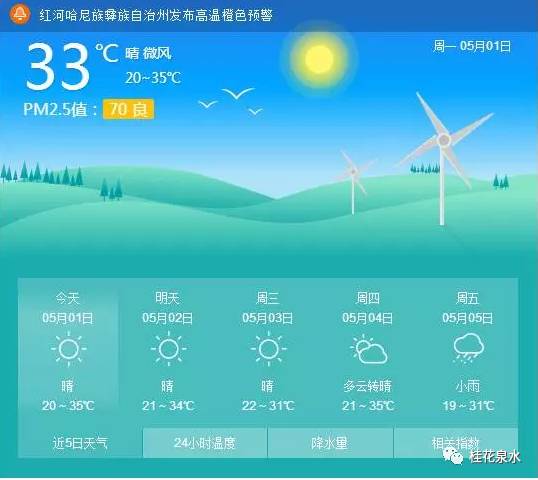 红河哈尼族彝族自治州发布高温橙色预警
33℃ 晴 微风
20~35℃
周一 05月01日
PM2.5值：70 良
今天 明天 周三 周四 周五
05月01日 05月02日 05月03日 05月04日 05月05日
晴 晴 晴 多云转晴 小雨
20～35℃ 21～34℃ 22～31℃ 21～35℃ 19～31℃
近5日天气 24小时温度 降水量 相关指数
桂花泉水